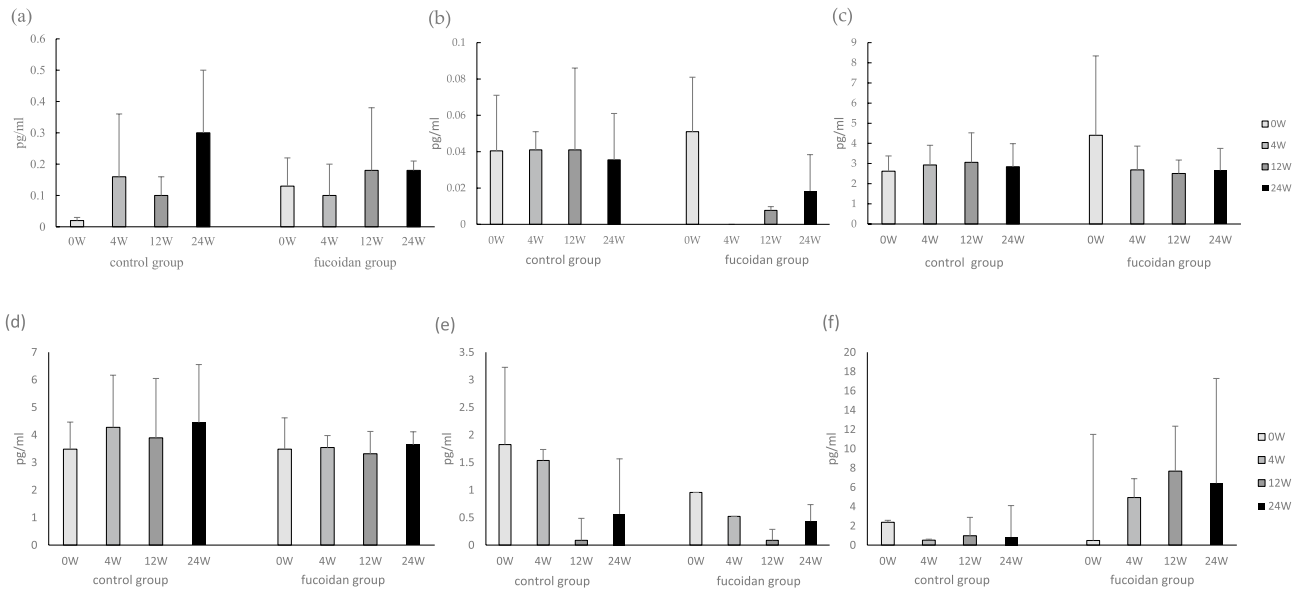 (a)
0.6
0.5
0.4
0.3
0.2
0.1
0
pg/ml
0W 4W 12W 24W 0W 4W 12W 24W
control group fucoidan group
(b)
0.1
0.08
0.06
0.04
0.02
0
pg/ml
0W 4W 12W 24W 0W 4W 12W 24W
control group fucoidan group
(c)
9
8
7
6
5
4
3
2
1
0
pg/ml
0W 4W 12W 24W 0W 4W 12W 24W
control group fucoidan group
0W
4W
12W
24W
(d)
7
6
5
4
3
2
1
0
pg/ml
0W 4W 12W 24W 0W 4W 12W 24W
control group fucoidan group
(e)
3.5
3
2.5
2
1.5
1
0.5
0
pg/ml
0W 4W 12W 24W 0W 4W 12W 24W
control group fucoidan group
(f)
20
18
16
14
12
10
8
6
4
2
0
pg/ml
0W 4W 12W 24W 0W 4W 12W 24W
control group fucoidan group
0W
4W
12W
24W